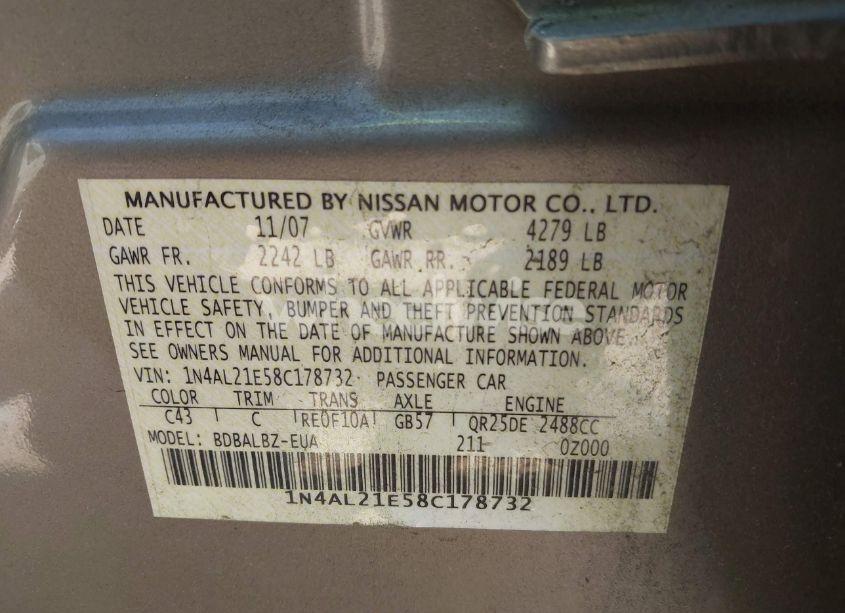 MANUFACTURED BY NISSAN MOTOR CO., LTD.
DATE 11/07 GVWR 4279 LB
GAWR FR. 2242 LB GAWR RR. 2189 LB
THIS VEHICLE CONFORMS TO ALL APPLICABLE FEDERAL MOTOR
VEHICLE SAFETY, BUMPER AND THEFT PREVENTION STANDARDS
IN EFFECT ON THE DATE OF MANUFACTURE SHOWN ABOVE.
SEE OWNERS MANUAL FOR ADDITIONAL INFORMATION.
VIN: 1N4AL21E58C178732 PASSENGER CAR
COLOR TRIM TRANS AXLE ENGINE
C43 C RE0F10A GB57 QR25DE 2488CC
MODEL: BDBALBZ-EUA 211 0Z000
1N4AL21E58C178732